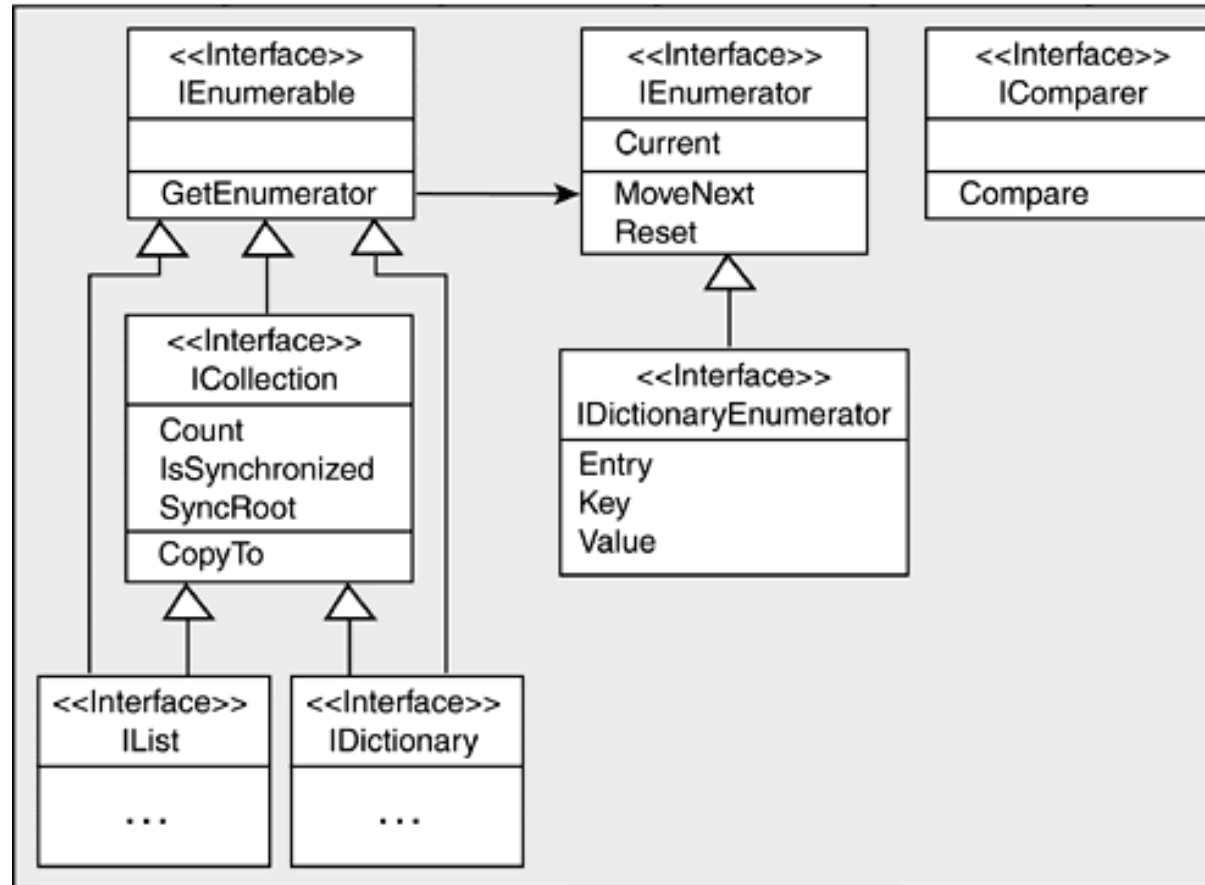 <<Interface>>
IEnumerable
GetEnumerator
<<Interface>>
IEnumerator
Current
MoveNext
Reset
<<Interface>>
IComparer
Compare
<<Interface>>
ICollection
Count
IsSynchronized
SyncRoot
CopyTo
<<Interface>>
IDictionaryEnumerator
Entry
Key
Value
<<Interface>>
IList
...
<<Interface>>
IDictionary
...